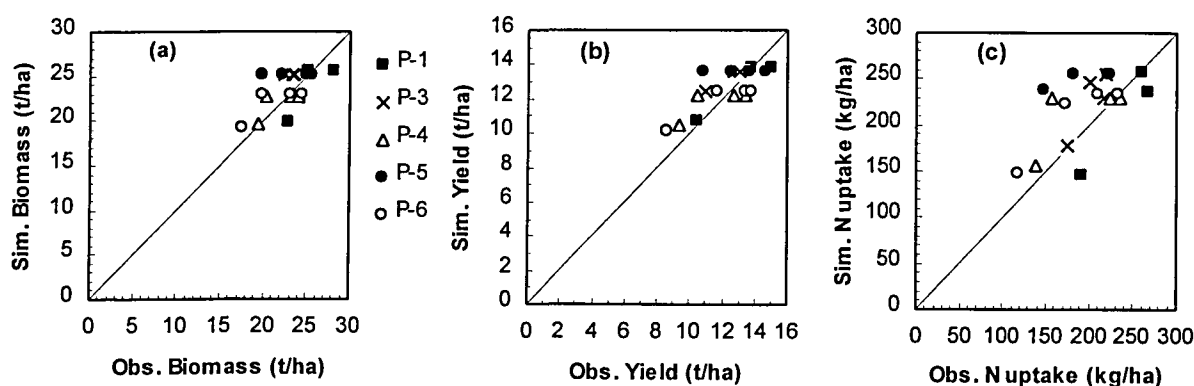 (a)
Sim. Biomass (t/ha)
30
25
20
15
10
5
0
0 5 10 15 20 25 30
Obs. Biomass (t/ha)
P-1
P-3
P-4
P-5
P-6
(b)
Sim. Yield (t/ha)
16
14
12
10
8
6
4
2
0
0 2 4 6 8 10 12 14 16
Obs. Yield (t/ha)
(c)
Sim. N uptake (kg/ha)
300
250
200
150
100
50
0
0 50 100 150 200 250 300
Obs. N uptake (kg/ha)